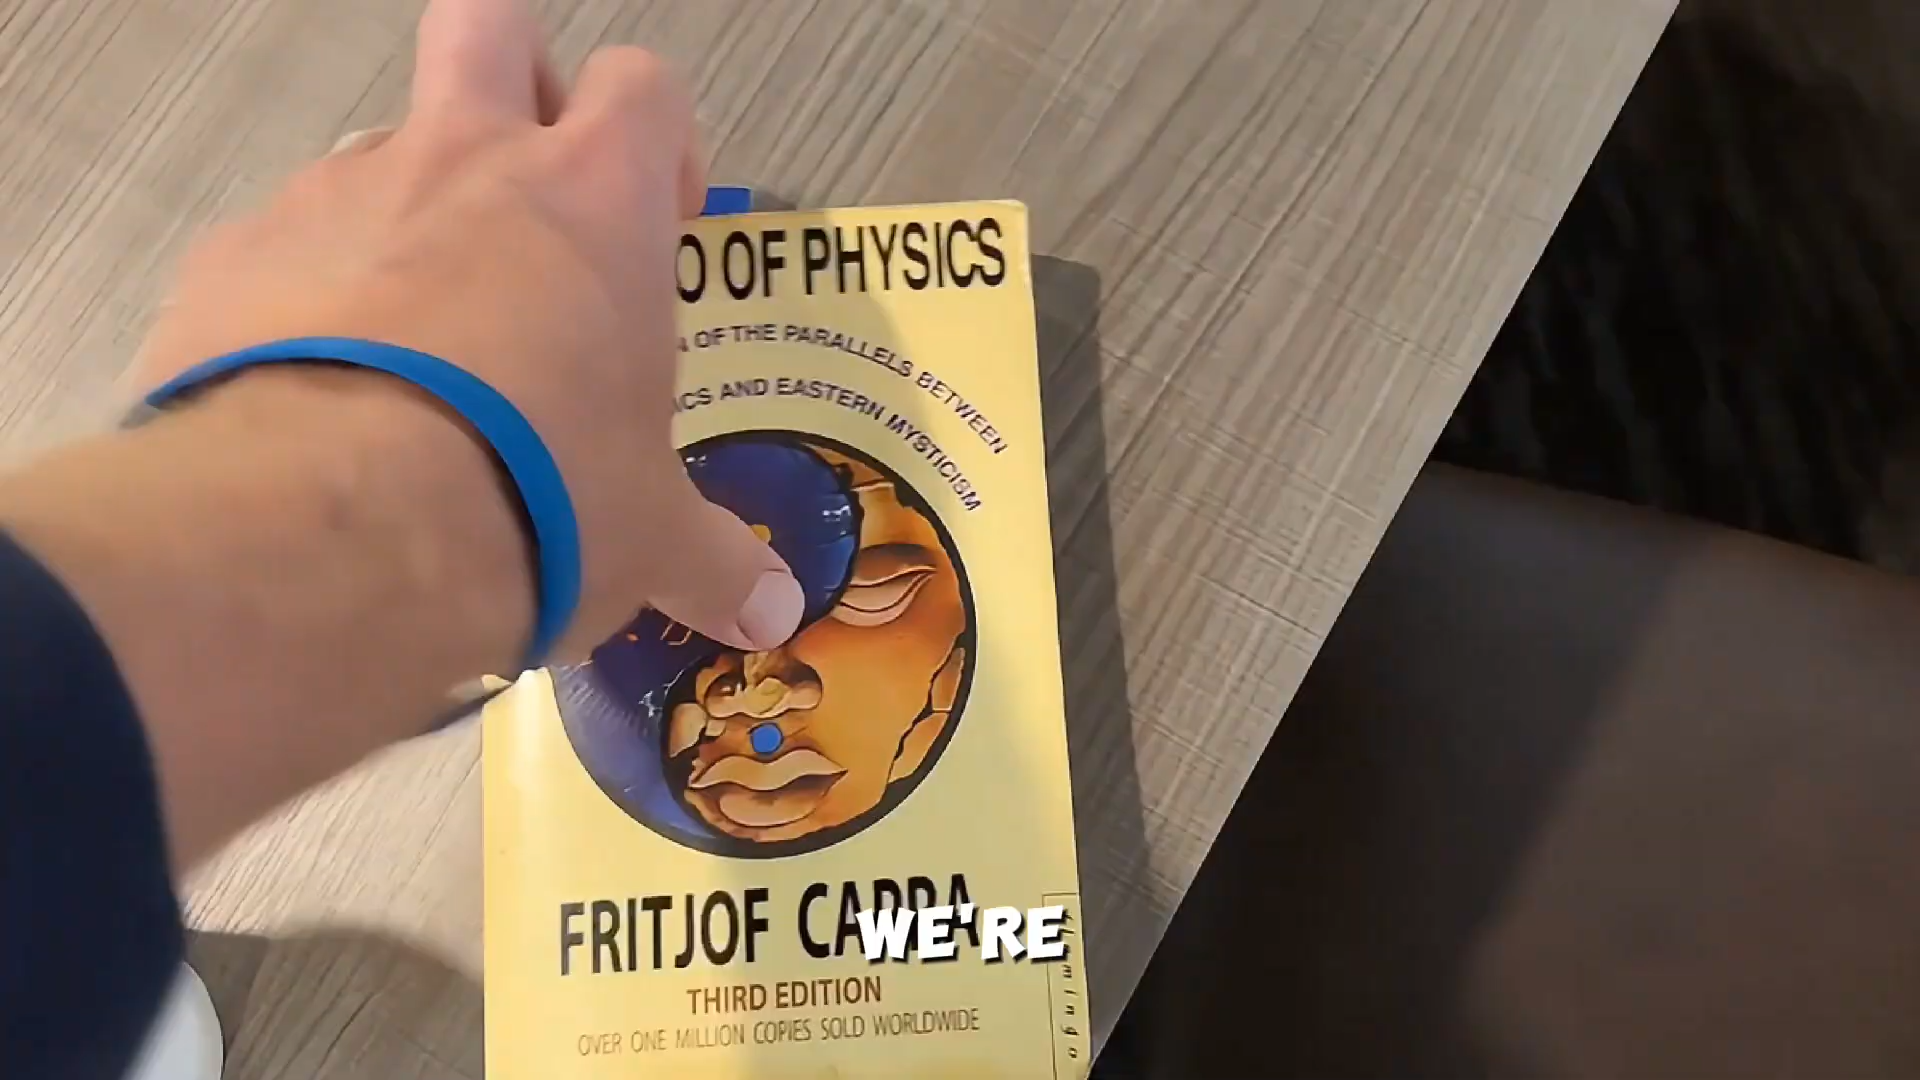 O OF PHYSICS
OF THE PARALLELS BETWEEN
ICS AND EASTERN MYSTICISM
FRITJOF CAPRA
WE'RE
THIRD EDITION
OVER ONE MILLION COPIES SOLD WORLDWIDE
flamingo